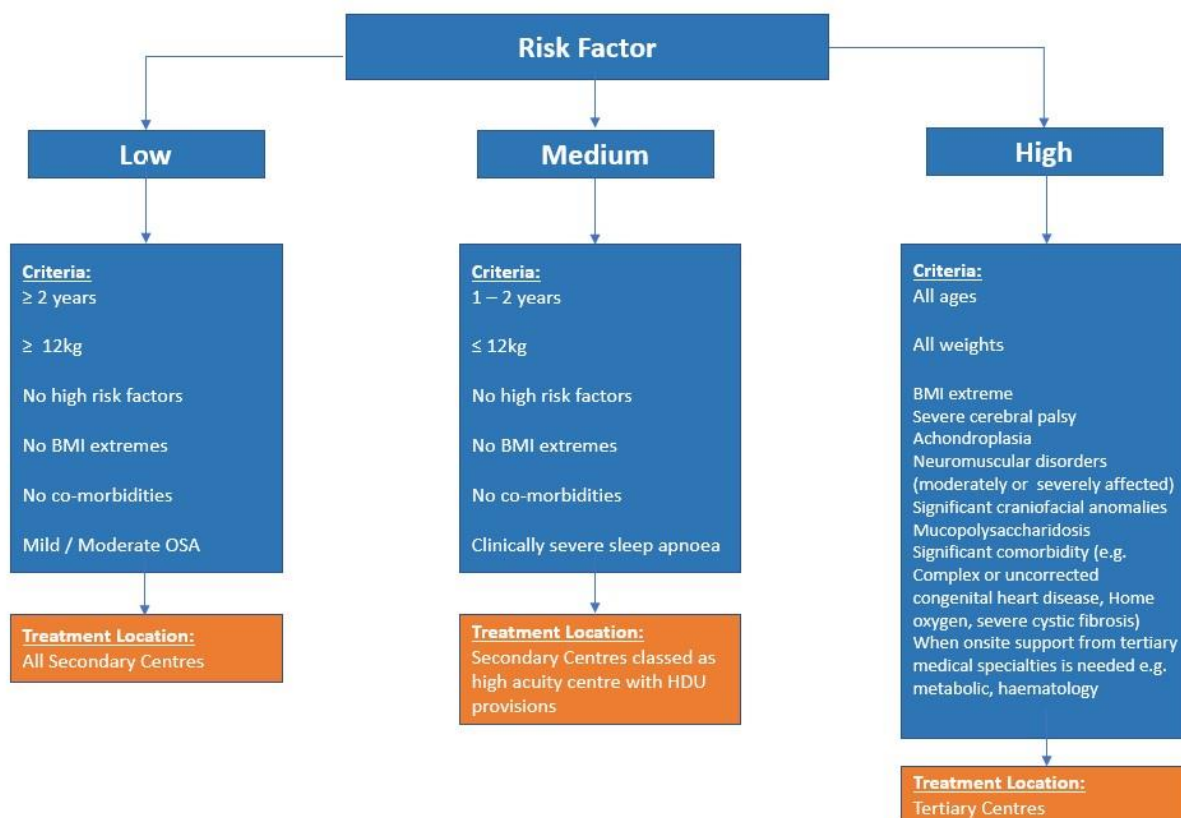 Risk Factor
Low
Medium
High
Criteria:
≥ 2 years
≥ 12kg
No high risk factors
No BMI extremes
No co-morbidities
Mild / Moderate OSA
Treatment Location:
All Secondary Centres
Criteria:
1 – 2 years
≤ 12kg
No high risk factors
No BMI extremes
No co-morbidities
Clinically severe sleep apnoea
Treatment Location:
Secondary Centres classed as
high acuity centre with HDU
provisions
Criteria:
All ages
All weights
BMI extreme
Severe cerebral palsy
Achondroplasia
Neuromuscular disorders
(moderately or severely affected)
Significant craniofacial anomalies
Mucopolysaccharidosis
Significant comorbidity (e.g.
Complex or uncorrected
congenital heart disease, Home
oxygen, severe cystic fibrosis)
When onsite support from tertiary
medical specialties is needed e.g.
metabolic, haematology
Treatment Location:
Tertiary Centres